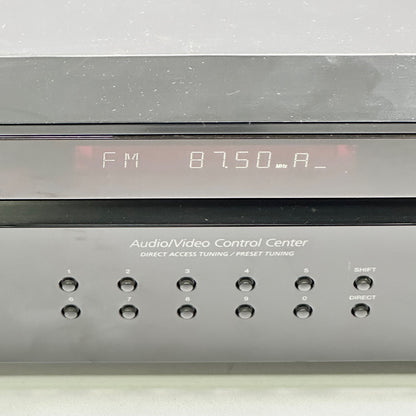 FM 87.50 MHz A_
Audio/Video Control Center
DIRECT ACCESS TUNING / PRESET TUNING
1 2 3 4 5 SHIFT
6 7 8 9 0 DIRECT